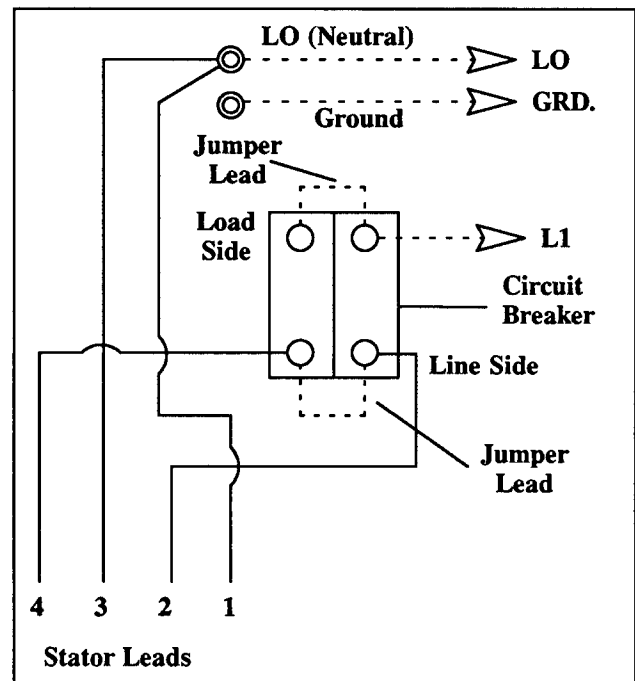 LO (Neutral)
LO
GRD.
Ground
Jumper
Lead
Load
Side
L1
Circuit
Breaker
Line Side
Jumper
Lead
4 3 2 1
Stator Leads